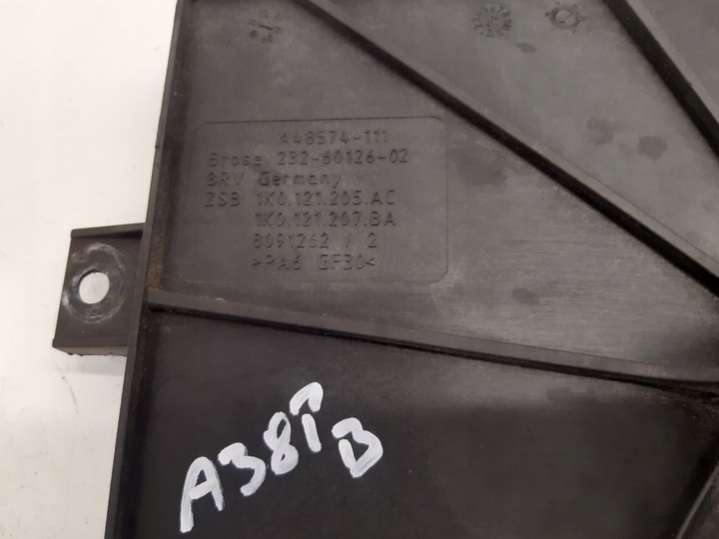 A48574-111
Brose 232-60126-02
BRV Germany
ZSB 1K0.121.205.AC
1K0.121.207.BA
8091262 / 2
>PA6 GF30<
A38T
B